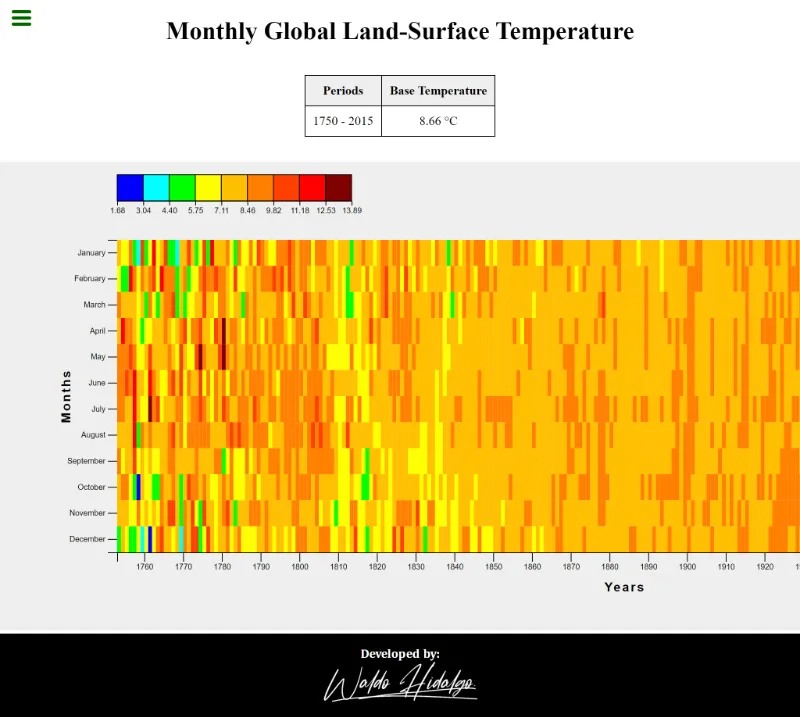 Monthly Global Land-Surface Temperature
Periods Base Temperature
1750 - 2015 8.66 °C
1.68 3.04 4.40 5.75 7.11 8.46 9.82 11.18 12.53 13.89
January
February
March
April
May
June
July
August
September
October
November
December
Months
1760 1770 1780 1790 1800 1810 1820 1830 1840 1850 1860 1870 1880 1890 1900 1910 1920
Years
Developed by:
Waldo Hidalgo